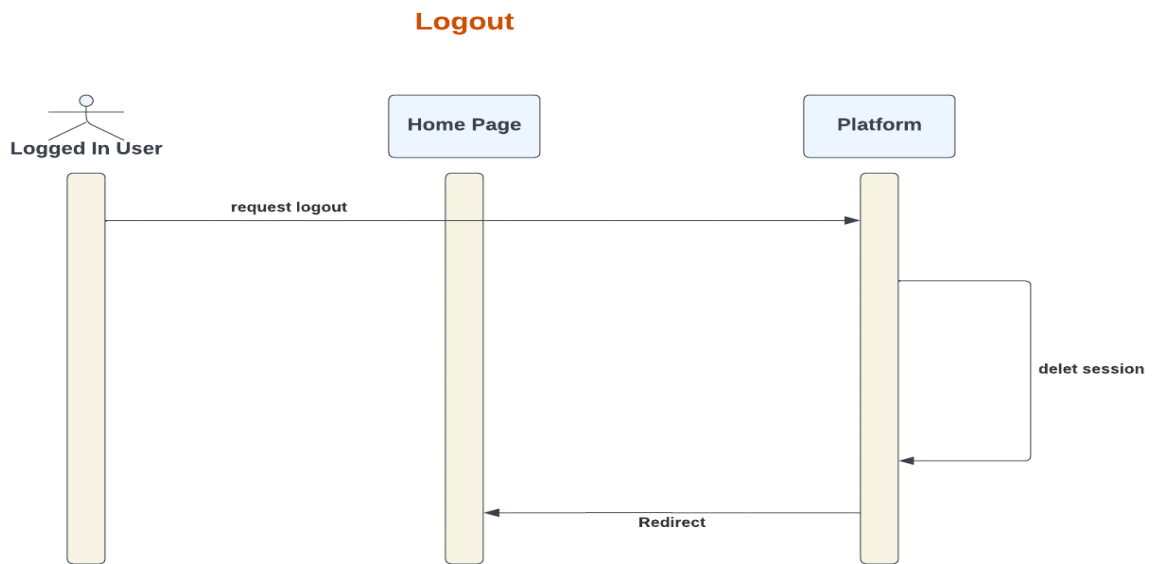 Logout
Logged In User
Home Page
Platform
request logout
delet session
Redirect